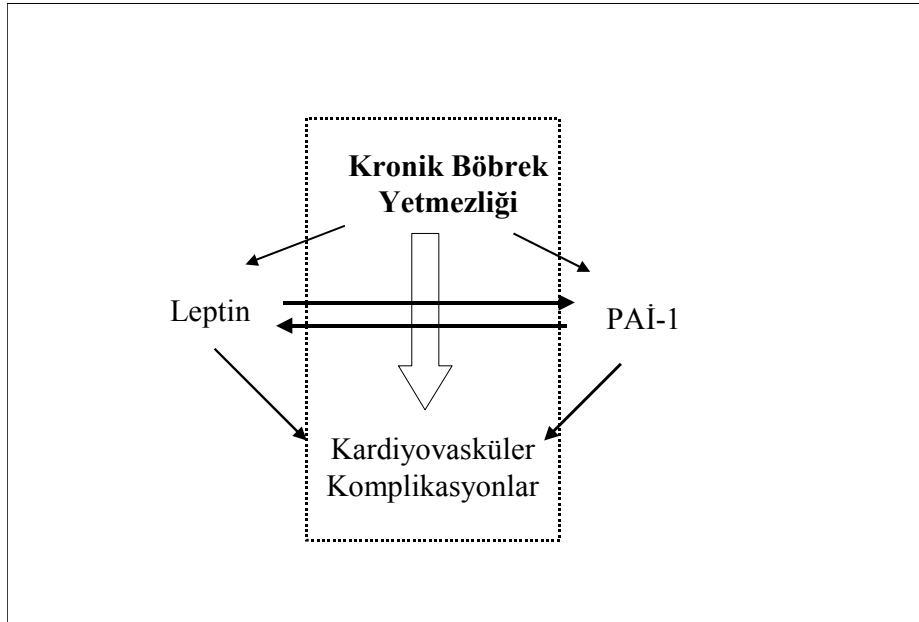 Kronik Böbrek
Yetmezliği
Leptin
PAİ-1
Kardiyovasküler
Komplikasyonlar